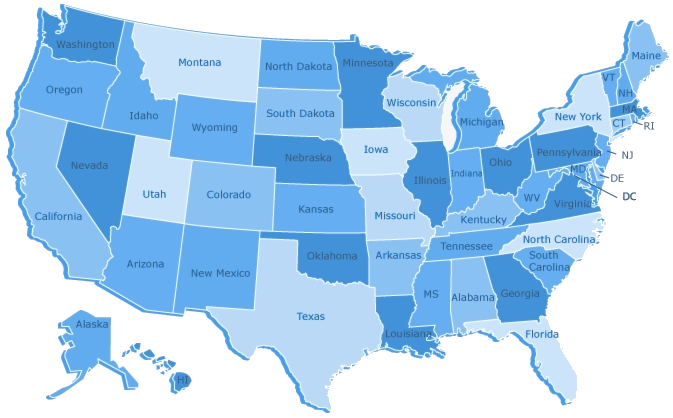 Washington
Montana
North Dakota
Minnesota
Maine
Oregon
Idaho
Wyoming
South Dakota
Wisconsin
Michigan
VT
NH
MA
New York
CT
RI
Nevada
Utah
Colorado
Nebraska
Iowa
Illinois
Indiana
Ohio
Pennsylvania
NJ
MD
DE
DC
California
Kansas
Missouri
Kentucky
WV
Virginia
Arizona
New Mexico
Oklahoma
Arkansas
Tennessee
North Carolina
South
Carolina
Texas
Louisiana
MS
Alabama
Georgia
Florida
Alaska
HI